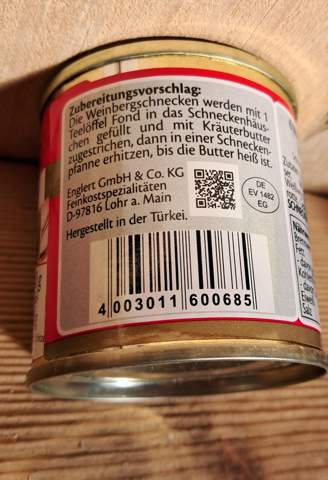 Zubereitungsvorschlag:
Die Weinbergschnecken werden mit 1
Teelöffel Fond in das Schneckenhäus-
chen gefüllt und mit Kräuterbutter
zugestrichen, dann in einer Schnecken-
pfanne erhitzen, bis die Butter heiß ist.
Englert GmbH & Co. KG
Feinkostspezialitäten
D-97816 Lohr a. Main
Hergestellt in der Türkei.
DE
EV 1482
EG
4 003011 600685